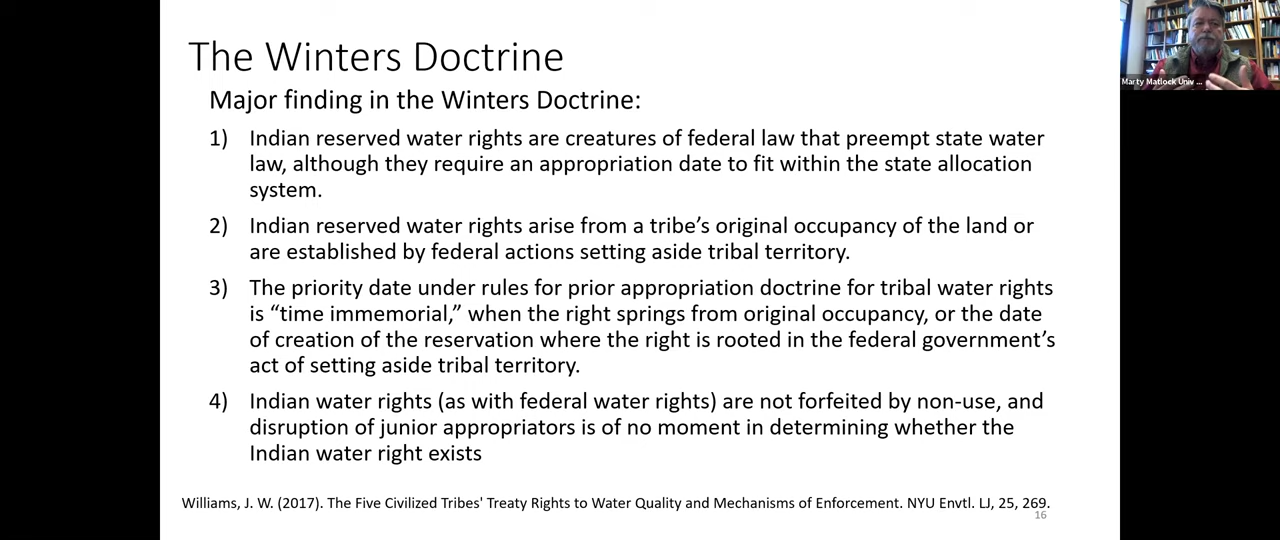 The Winters Doctrine
Major finding in the Winters Doctrine:
1) Indian reserved water rights are creatures of federal law that preempt state water
law, although they require an appropriation date to fit within the state allocation
system.
2) Indian reserved water rights arise from a tribe's original occupancy of the land or
are established by federal actions setting aside tribal territory.
3) The priority date under rules for prior appropriation doctrine for tribal water rights
is “time immemorial,” when the right springs from original occupancy, or the date
of creation of the reservation where the right is rooted in the federal government's
act of setting aside tribal territory.
4) Indian water rights (as with federal water rights) are not forfeited by non-use, and
disruption of junior appropriators is of no moment in determining whether the
Indian water right exists
Williams, J. W. (2017). The Five Civilized Tribes' Treaty Rights to Water Quality and Mechanisms of Enforcement. NYU Envtl. LJ, 25, 269.
16
Marty Matlock Univ ...